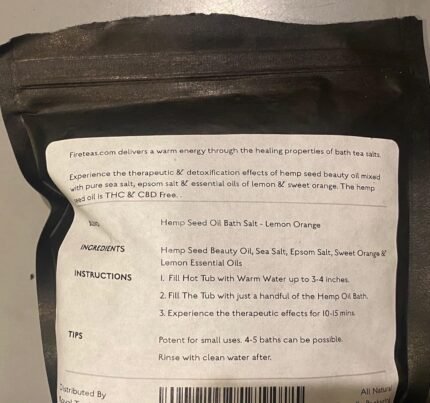 Fireteas.com delivers a warm energy through the healing properties of bath tea salts.
Experience the therapeutic & detoxification effects of hemp seed beauty oil mixed
with pure sea salt, epsom salt & essential oils of lemon & sweet orange. The hemp
seed oil is THC & CBD Free.
Hemp Seed Oil Bath Salt - Lemon Orange
INGREDIENTS Hemp Seed Beauty Oil, Sea Salt, Epsom Salt, Sweet Orange &
Lemon Essential Oils
INSTRUCTIONS 1. Fill Hot Tub with Warm Water up to 3-4 inches.
2. Fill The Tub with just a handful of the Hemp Oil Bath.
3. Experience the therapeutic effects for 10-15 mins.
TIPS Potent for small uses. 4-5 baths can be possible.
Rinse with clean water after.
Distributed By All Natural